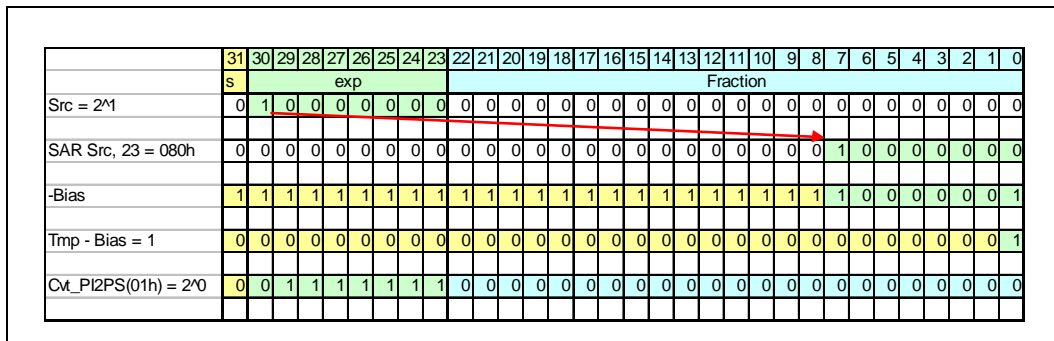 31 30 29 28 27 26 25 24 23 22 21 20 19 18 17 16 15 14 13 12 11 10 9 8 7 6 5 4 3 2 1 0
s exp Fraction
Src = 2^1 0 1 0 0 0 0 0 0 0 0 0 0 0 0 0 0 0 0 0 0 0 0 0 0 0 0 0 0 0 0 0 0
SAR Src, 23 = 080h 0 0 0 0 0 0 0 0 0 0 0 0 0 0 0 0 0 0 0 0 0 0 0 0 1 0 0 0 0 0 0 0
-Bias 1 1 1 1 1 1 1 1 1 1 1 1 1 1 1 1 1 1 1 1 1 1 1 1 1 0 0 0 0 0 0 1
Tmp - Bias = 1 0 0 0 0 0 0 0 0 0 0 0 0 0 0 0 0 0 0 0 0 0 0 0 0 0 0 0 0 0 0 0 1
Cvt_PI2PS(01h) = 2^0 0 0 1 1 1 1 1 1 1 0 0 0 0 0 0 0 0 0 0 0 0 0 0 0 0 0 0 0 0 0 0 0